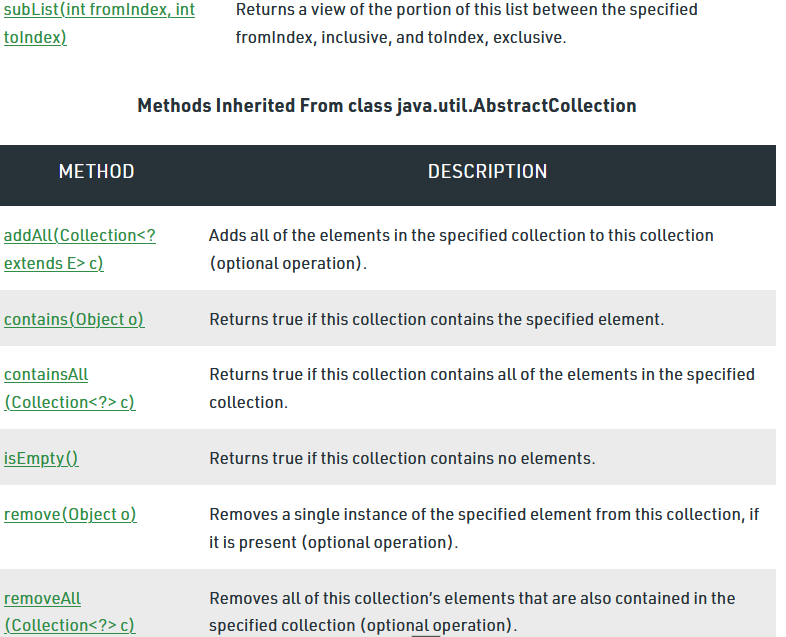 subList(int fromIndex, int Returns a view of the portion of this list between the specified
toIndex) fromIndex, inclusive, and toIndex, exclusive.
Methods Inherited From class java.util.AbstractCollection
METHOD DESCRIPTION
addAll(Collection<? Adds all of the elements in the specified collection to this collection
extends E> c) (optional operation).
contains(Object o) Returns true if this collection contains the specified element.
containsAll Returns true if this collection contains all of the elements in the specified
(Collection<?> c) collection.
isEmpty() Returns true if this collection contains no elements.
remove(Object o) Removes a single instance of the specified element from this collection, if
it is present (optional operation).
removeAll Removes all of this collection’s elements that are also contained in the
(Collection<?> c) specified collection (optional operation).